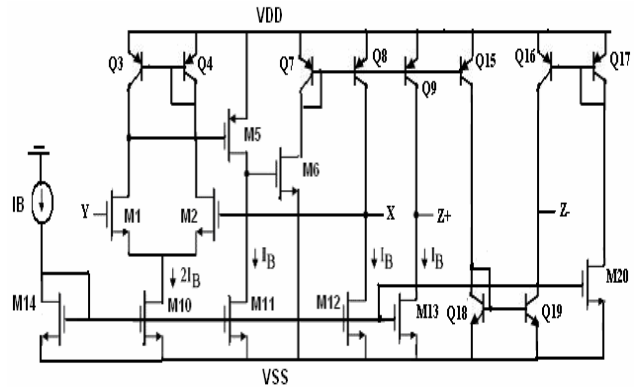 VDD
Q3 Q4 Q7 Q8 Q9 Q15 Q16 Q17
M5
M6
IB Y M1 M2 X Z+ Z-
2IB IB IB IB
M20
M14 M10 M11 M12 M13 Q18 Q19
VSS